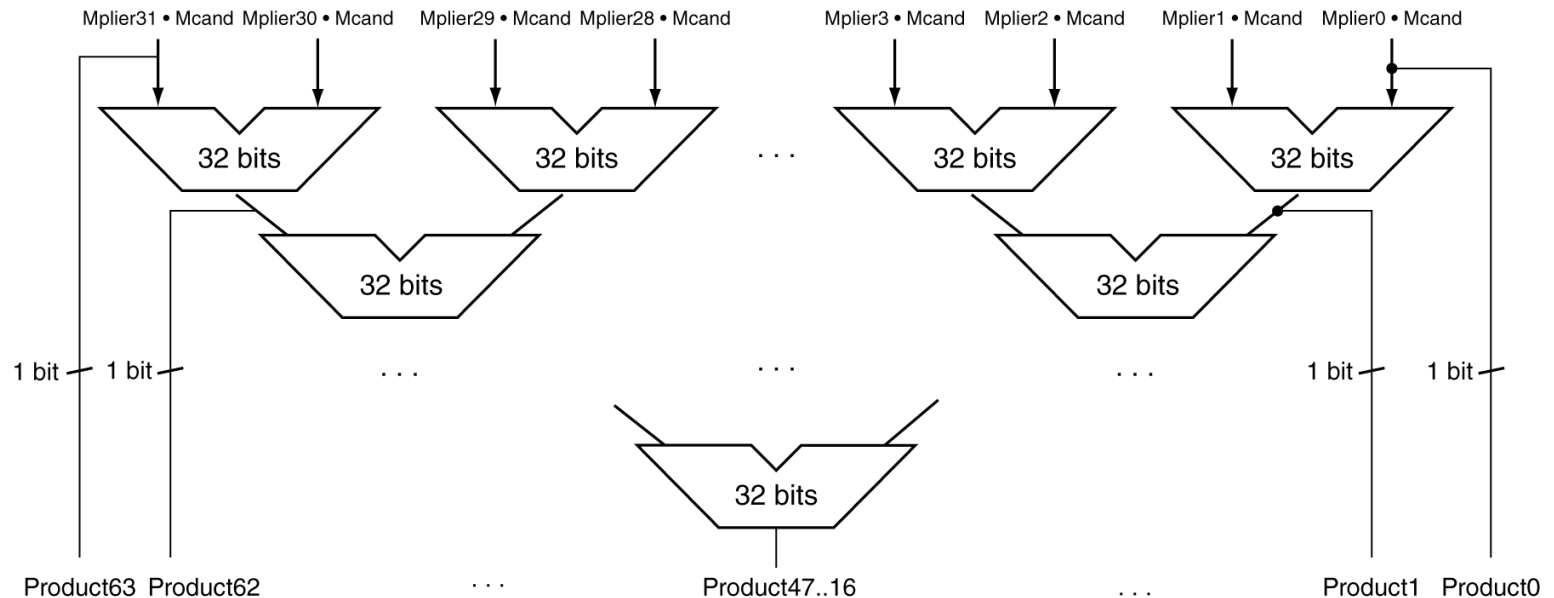 Mplier31 • Mcand Mplier30 • Mcand Mplier29 • Mcand Mplier28 • Mcand Mplier3 • Mcand Mplier2 • Mcand Mplier1 • Mcand Mplier0 • Mcand
32 bits 32 bits . . . 32 bits 32 bits
32 bits 32 bits
1 bit 1 bit . . . . . . . . . 1 bit 1 bit
32 bits
Product63 Product62 . . . Product47..16 . . . Product1 Product0